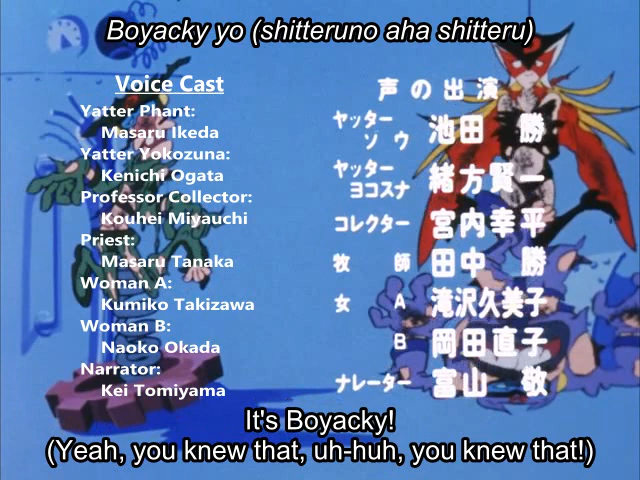 Boyacky yo (shitteruno aha shitteru)
Voice Cast
Yatter Phant:
Masaru Ikeda
Yatter Yokozuna:
Kenichi Ogata
Professor Collector:
Kouhei Miyauchi
Priest:
Masaru Tanaka
Woman A:
Kumiko Takizawa
Woman B:
Naoko Okada
Narrator:
Kei Tomiyama
声の出演
ヤッター
ゾウ 池田 勝
ヤッター
ヨコスナ 緒方賢一
コレクター 宮内幸平
牧師 田中 勝
女 A 滝沢久美子
B 岡田直子
ナレーター 富山 敬
It's Boyacky!
(Yeah, you knew that, uh-huh, you knew that!)